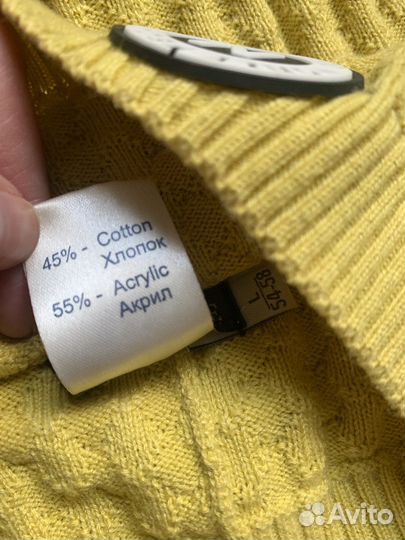 45% - Cotton
Хлопок
55% - Acrylic
Акрил
L
54-58
Avito